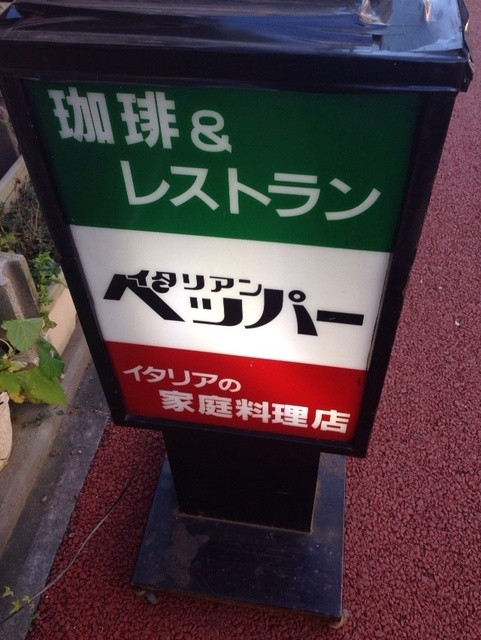 珈琲&
レストラン
イタリアン
ペッパー
イタリアの
家庭料理店